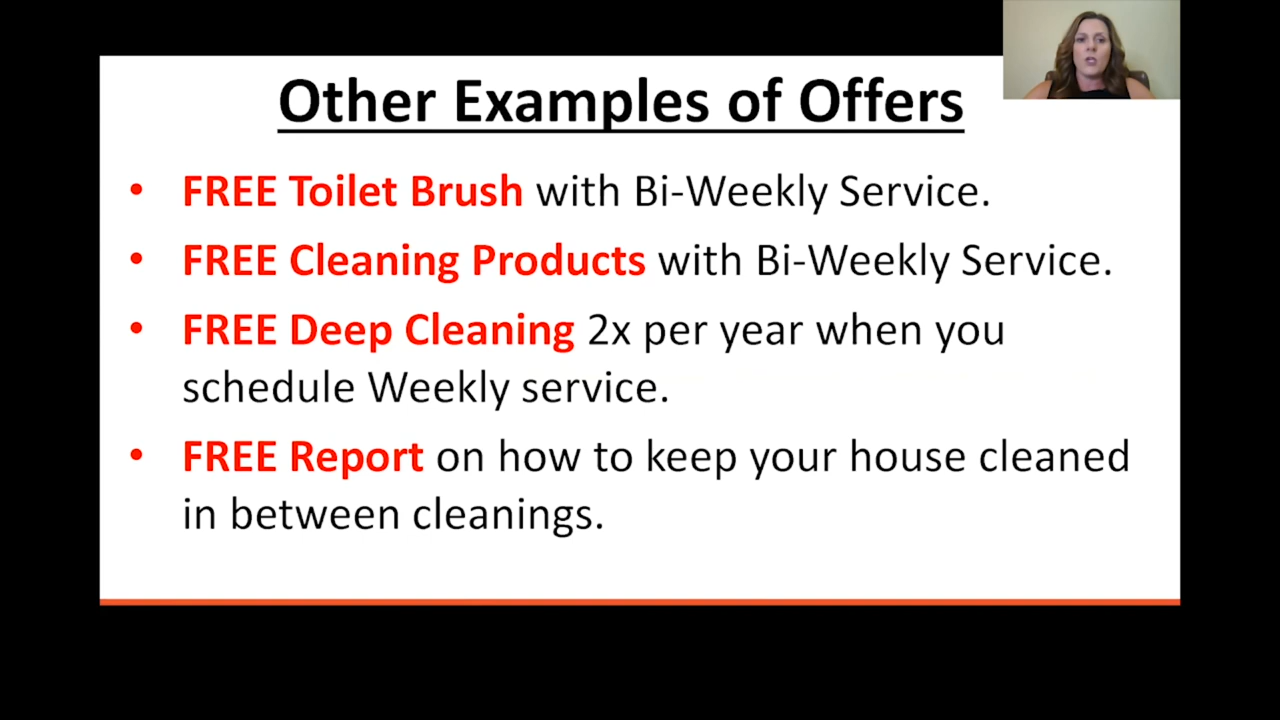 Other Examples of Offers
• FREE Toilet Brush with Bi-Weekly Service.
• FREE Cleaning Products with Bi-Weekly Service.
• FREE Deep Cleaning 2x per year when you
schedule Weekly service.
• FREE Report on how to keep your house cleaned
in between cleanings.